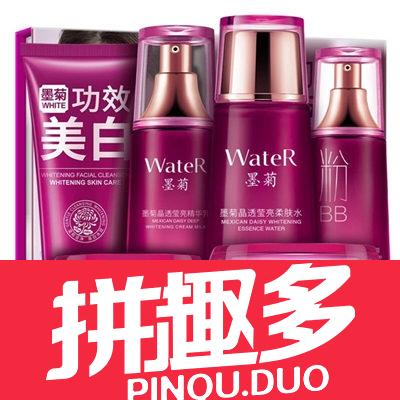 墨菊
WHITE
功效
美白
WHITENING FACIAL CLEANS
WHITENING SKIN CARE
WateR
墨菊
墨菊晶透莹亮精华乳
MEXICAN DAISY DEEP
WHITENING CREAM MILK
WateR
墨菊
墨菊晶透莹亮柔肤水
MEXICAN DAISY WHITENING
ESSENCE WATER
粉
BB
拼趣多
PINQU.DUO